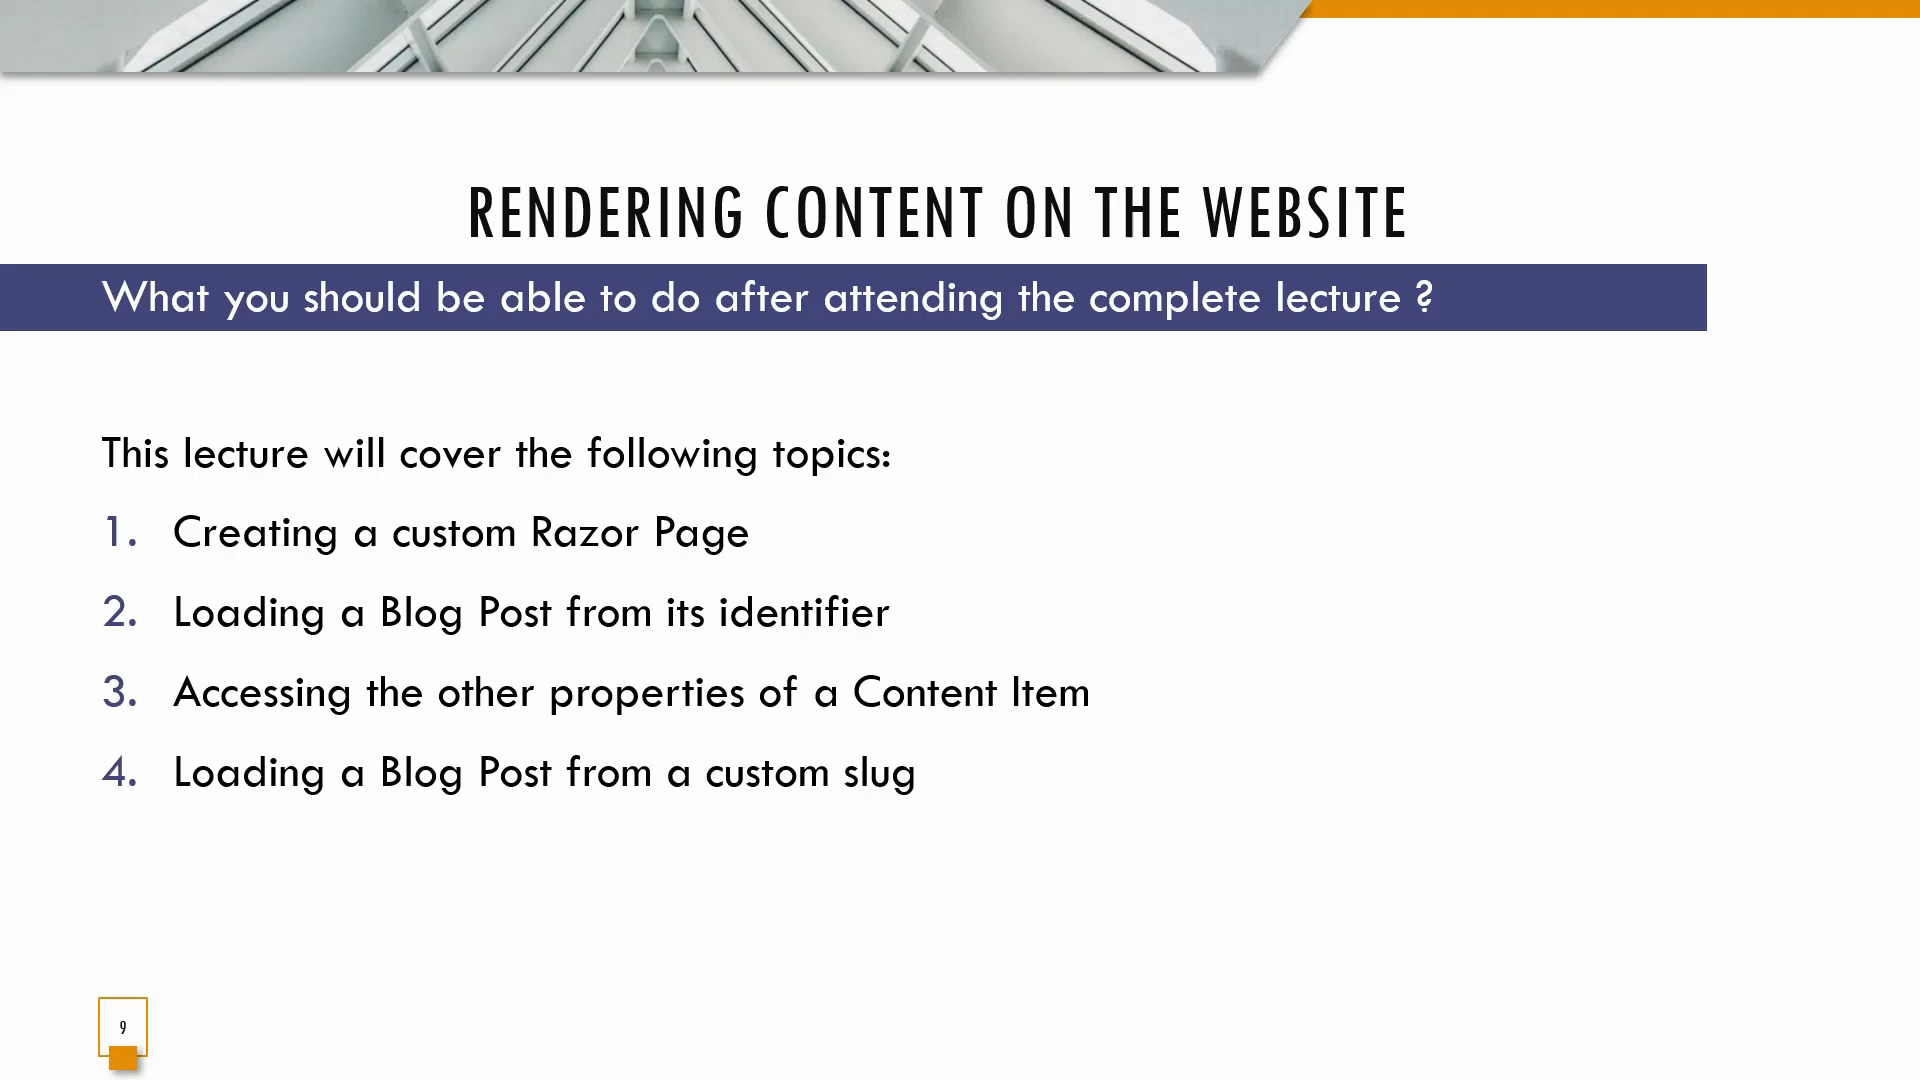 RENDERING CONTENT ON THE WEBSITE
What you should be able to do after attending the complete lecture ?
This lecture will cover the following topics:
1. Creating a custom Razor Page
2. Loading a Blog Post from its identifier
3. Accessing the other properties of a Content Item
4. Loading a Blog Post from a custom slug
9